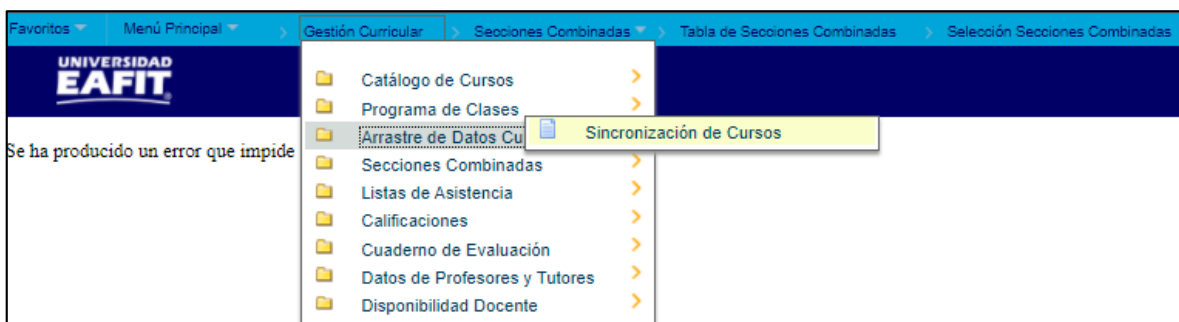 Favoritos Menú Principal > Gestión Curricular > Secciones Combinadas > Tabla de Secciones Combinadas > Selección Secciones Combinadas
UNIVERSIDAD
EAFIT
Se ha producido un error que impide
Catálogo de Cursos
Programa de Clases
Arrastre de Datos Cu
Sincronización de Cursos
Secciones Combinadas
Listas de Asistencia
Calificaciones
Cuaderno de Evaluación
Datos de Profesores y Tutores
Disponibilidad Docente